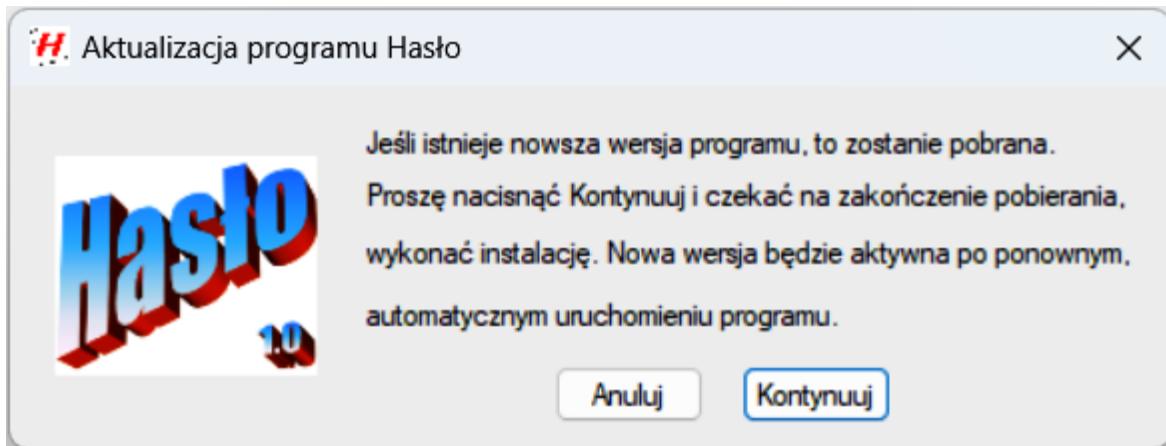 Aktualizacja programu Hasło
Hasło
1.0
Jeśli istnieje nowsza wersja programu, to zostanie pobrana.
Proszę nacisnąć Kontynuuj i czekać na zakończenie pobierania,
wykonać instalację. Nowa wersja będzie aktywna po ponownym,
automatycznym uruchomieniu programu.
Anuluj
Kontynuuj